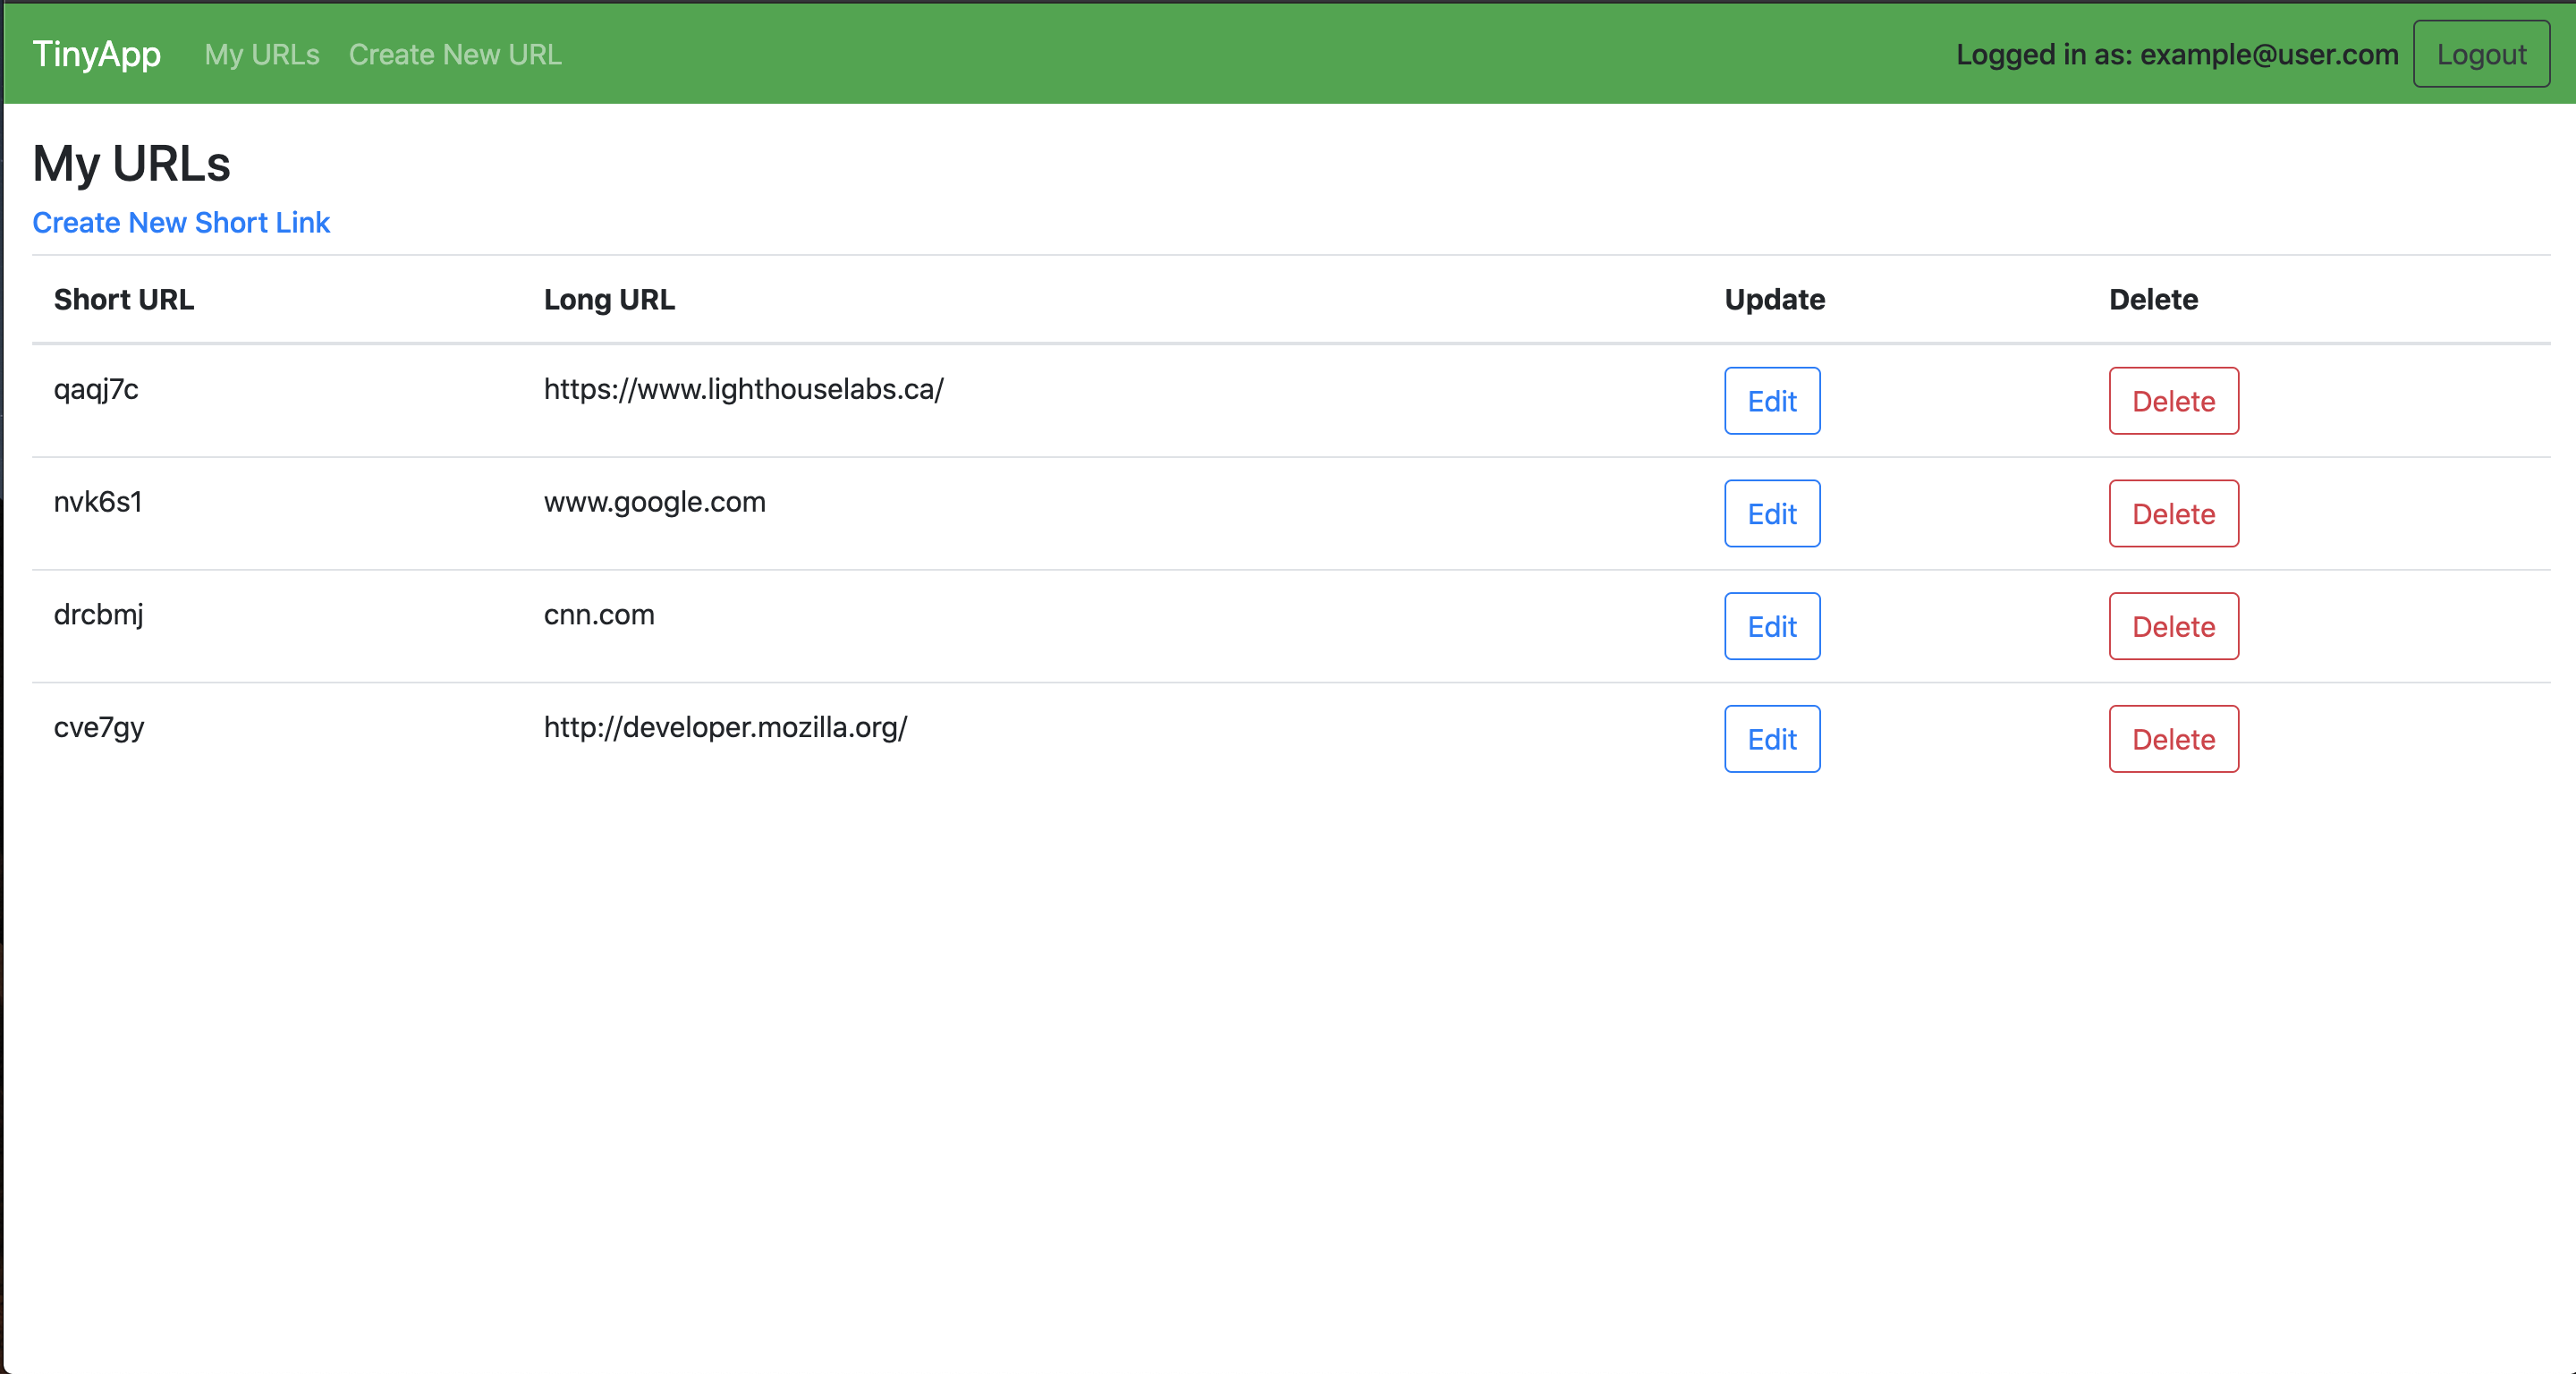 TinyApp My URLs Create New URL Logged in as: example@user.com Logout
My URLs
Create New Short Link
Short URL Long URL Update Delete
qaqj7c https://www.lighthouselabs.ca/ Edit Delete
nvk6s1 www.google.com Edit Delete
drcbmj cnn.com Edit Delete
cve7gy http://developer.mozilla.org/ Edit Delete